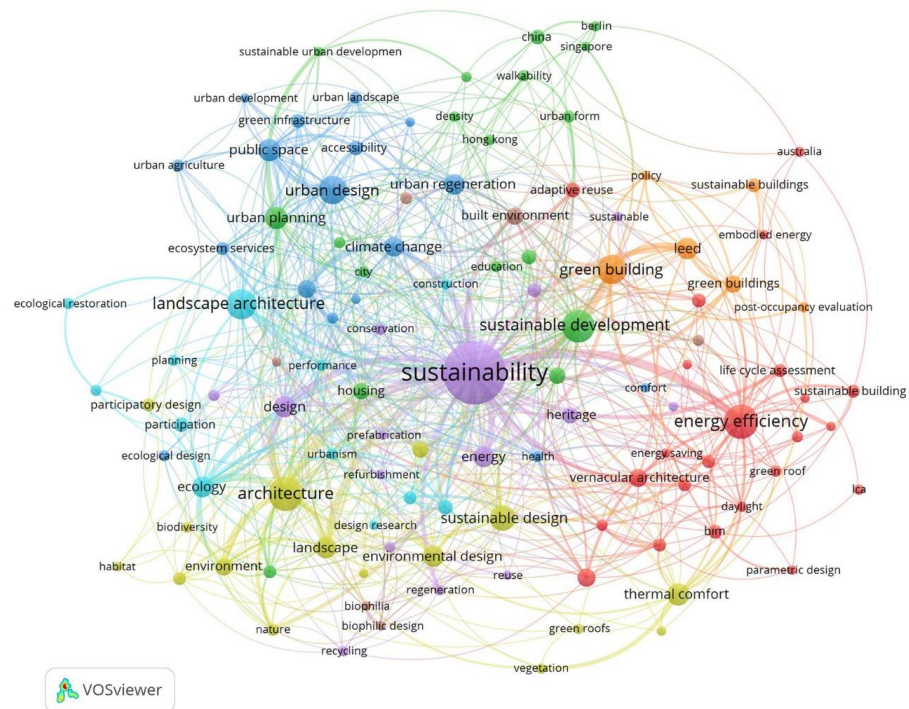 berlin
china
singapore
sustainable urban developmen
walkability
urban development
urban landscape
green infrastructure
density
urban form
hong kong
public space
accessibility
australia
urban agriculture
urban design
urban regeneration
adaptive reuse
policy
sustainable buildings
urban planning
built environment
sustainable
embodied energy
ecosystem services
climate change
leed
city
education
green building
construction
green buildings
ecological restoration
landscape architecture
post-occupancy evaluation
conservation
sustainable development
planning
performance
sustainability
life cycle assessment
comfort
sustainable building
housing
participatory design
design
participation
heritage
energy efficiency
prefabrication
ecological design
urbanism
energy
health
energy saving
refurbishment
vernacular architecture
green roof
ecology
architecture
lca
daylight
biodiversity
design research
sustainable design
bim
landscape
environmental design
habitat
environment
reuse
parametric design
regeneration
thermal comfort
biophilia
nature
biophilic design
green roofs
recycling
vegetation
VOSviewer